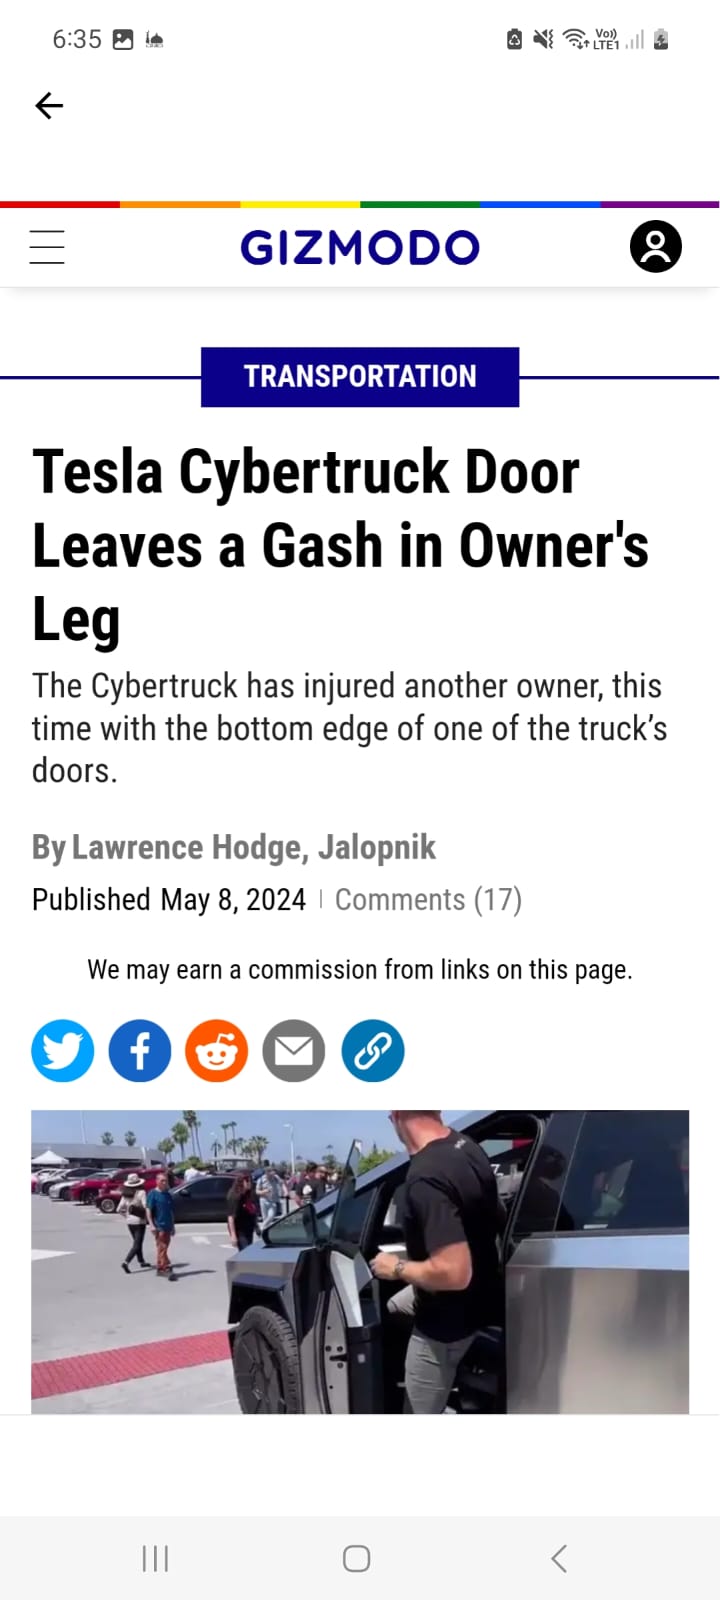 6:35
Vo))
LTE1
GIZMODO
TRANSPORTATION
Tesla Cybertruck Door
Leaves a Gash in Owner's
Leg
The Cybertruck has injured another owner, this
time with the bottom edge of one of the truck’s
doors.
By Lawrence Hodge, Jalopnik
Published May 8, 2024 | Comments (17)
We may earn a commission from links on this page.